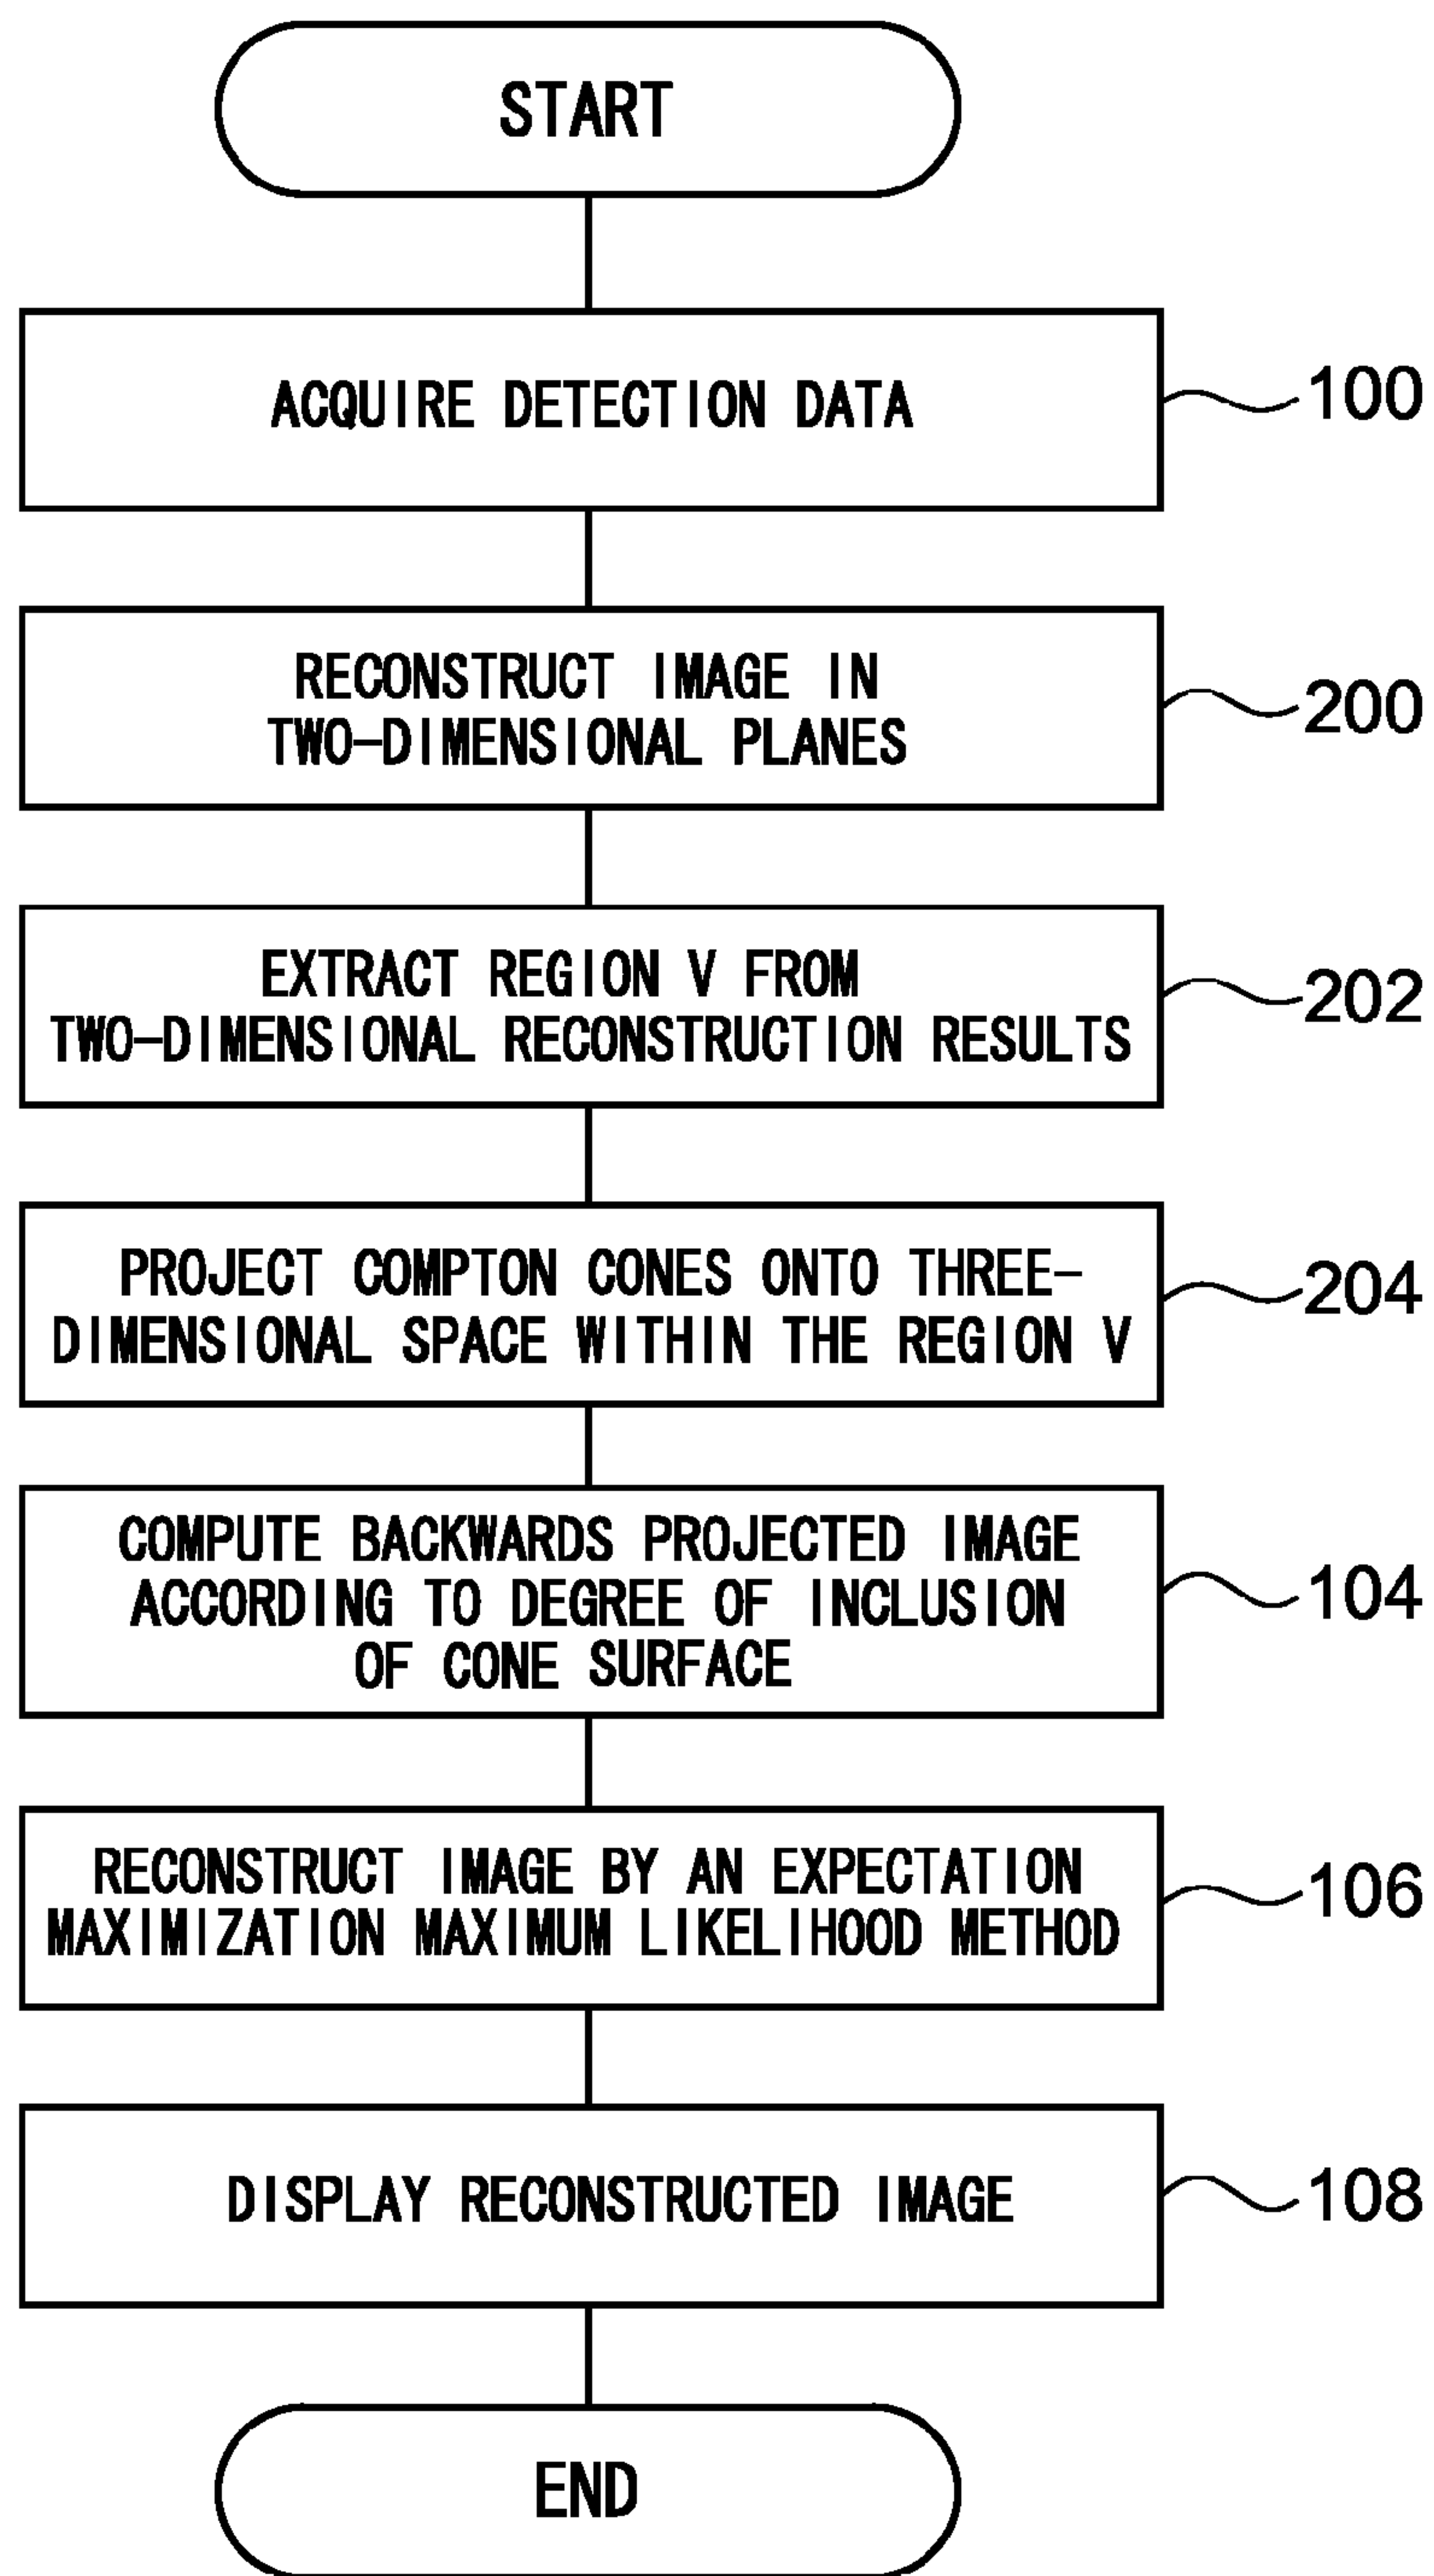 START
ACQUIRE DETECTION DATA
100
RECONSTRUCT IMAGE IN
TWO-DIMENSIONAL PLANES
200
EXTRACT REGION V FROM
TWO-DIMENSIONAL RECONSTRUCTION RESULTS
202
PROJECT COMPTON CONES ONTO THREE-
DIMENSIONAL SPACE WITHIN THE REGION V
204
COMPUTE BACKWARDS PROJECTED IMAGE
ACCORDING TO DEGREE OF INCLUSION
OF CONE SURFACE
104
RECONSTRUCT IMAGE BY AN EXPECTATION
MAXIMIZATION MAXIMUM LIKELIHOOD METHOD
106
DISPLAY RECONSTRUCTED IMAGE
108
END